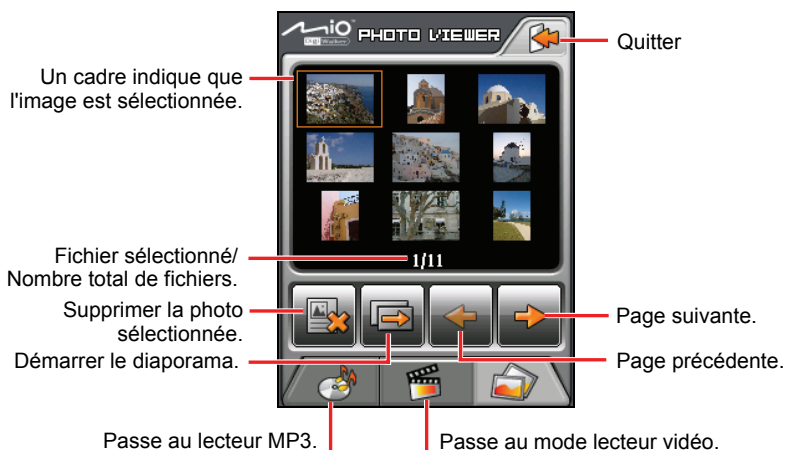 Mio
DigiWalker
PHOTO VIEWER
Quitter
Un cadre indique que
l'image est sélectionnée.
Fichier sélectionné/
Nombre total de fichiers.
1/11
Supprimer la photo
sélectionnée.
Page suivante.
Démarrer le diaporama.
Page précédente.
Passe au lecteur MP3.
Passe au mode lecteur vidéo.